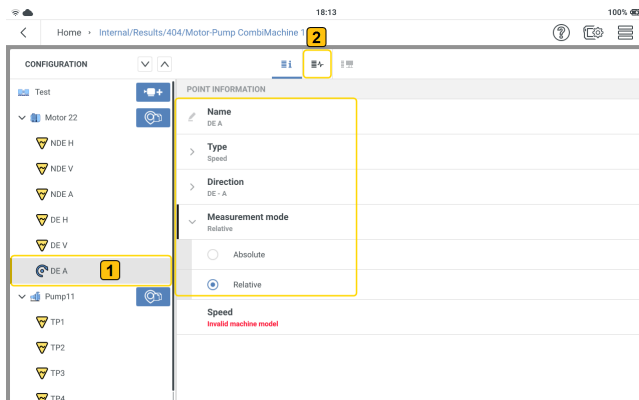 18:13
100%
Home › Internal/Results/404/Motor-Pump CombiMachine 1
2
CONFIGURATION
Test
POINT INFORMATION
Motor 22
Name
DE A
NDE H
Type
Speed
NDE V
Direction
DE - A
NDE A
Measurement mode
Relative
DE H
DE V
Absolute
DE A
1
Relative
Pump11
Speed
Invalid machine model
TP1
TP2
TP3
TP4